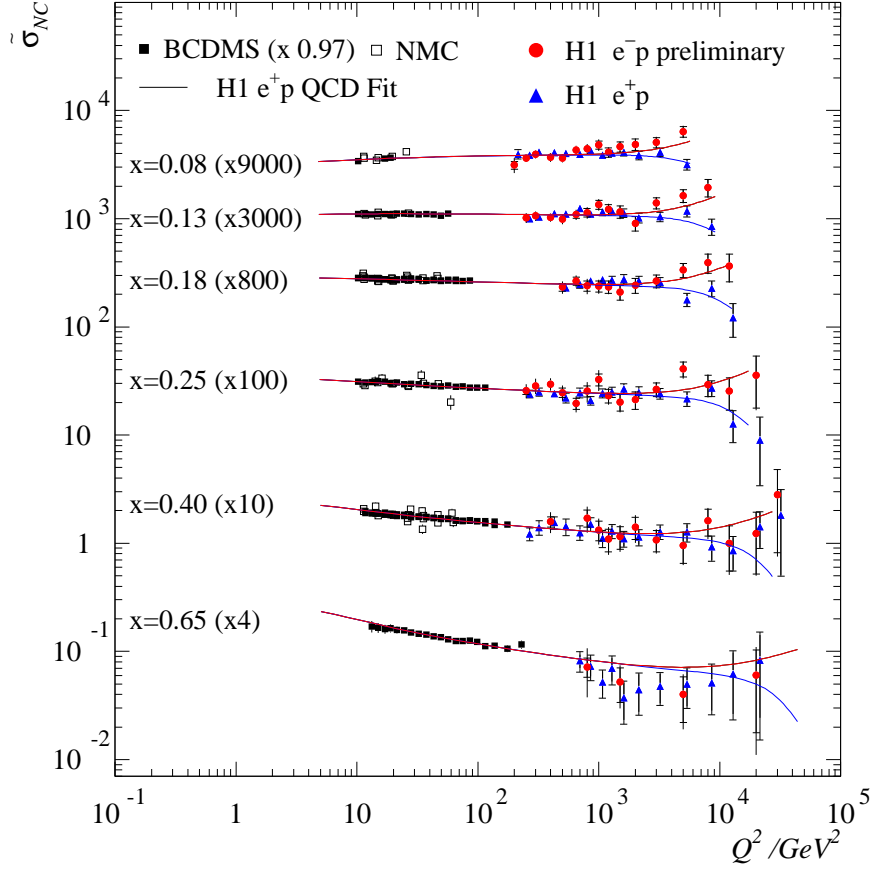 σ̃_NC
BCDMS (x 0.97)
NMC
H1 e⁻p preliminary
H1 e⁺p QCD Fit
H1 e⁺p
10⁴
x=0.08 (x9000)
10³
x=0.13 (x3000)
x=0.18 (x800)
10²
x=0.25 (x100)
10
x=0.40 (x10)
1
x=0.65 (x4)
10⁻¹
10⁻²
10⁻¹ 1 10 10² 10³ 10⁴ 10⁵
Q² /GeV²